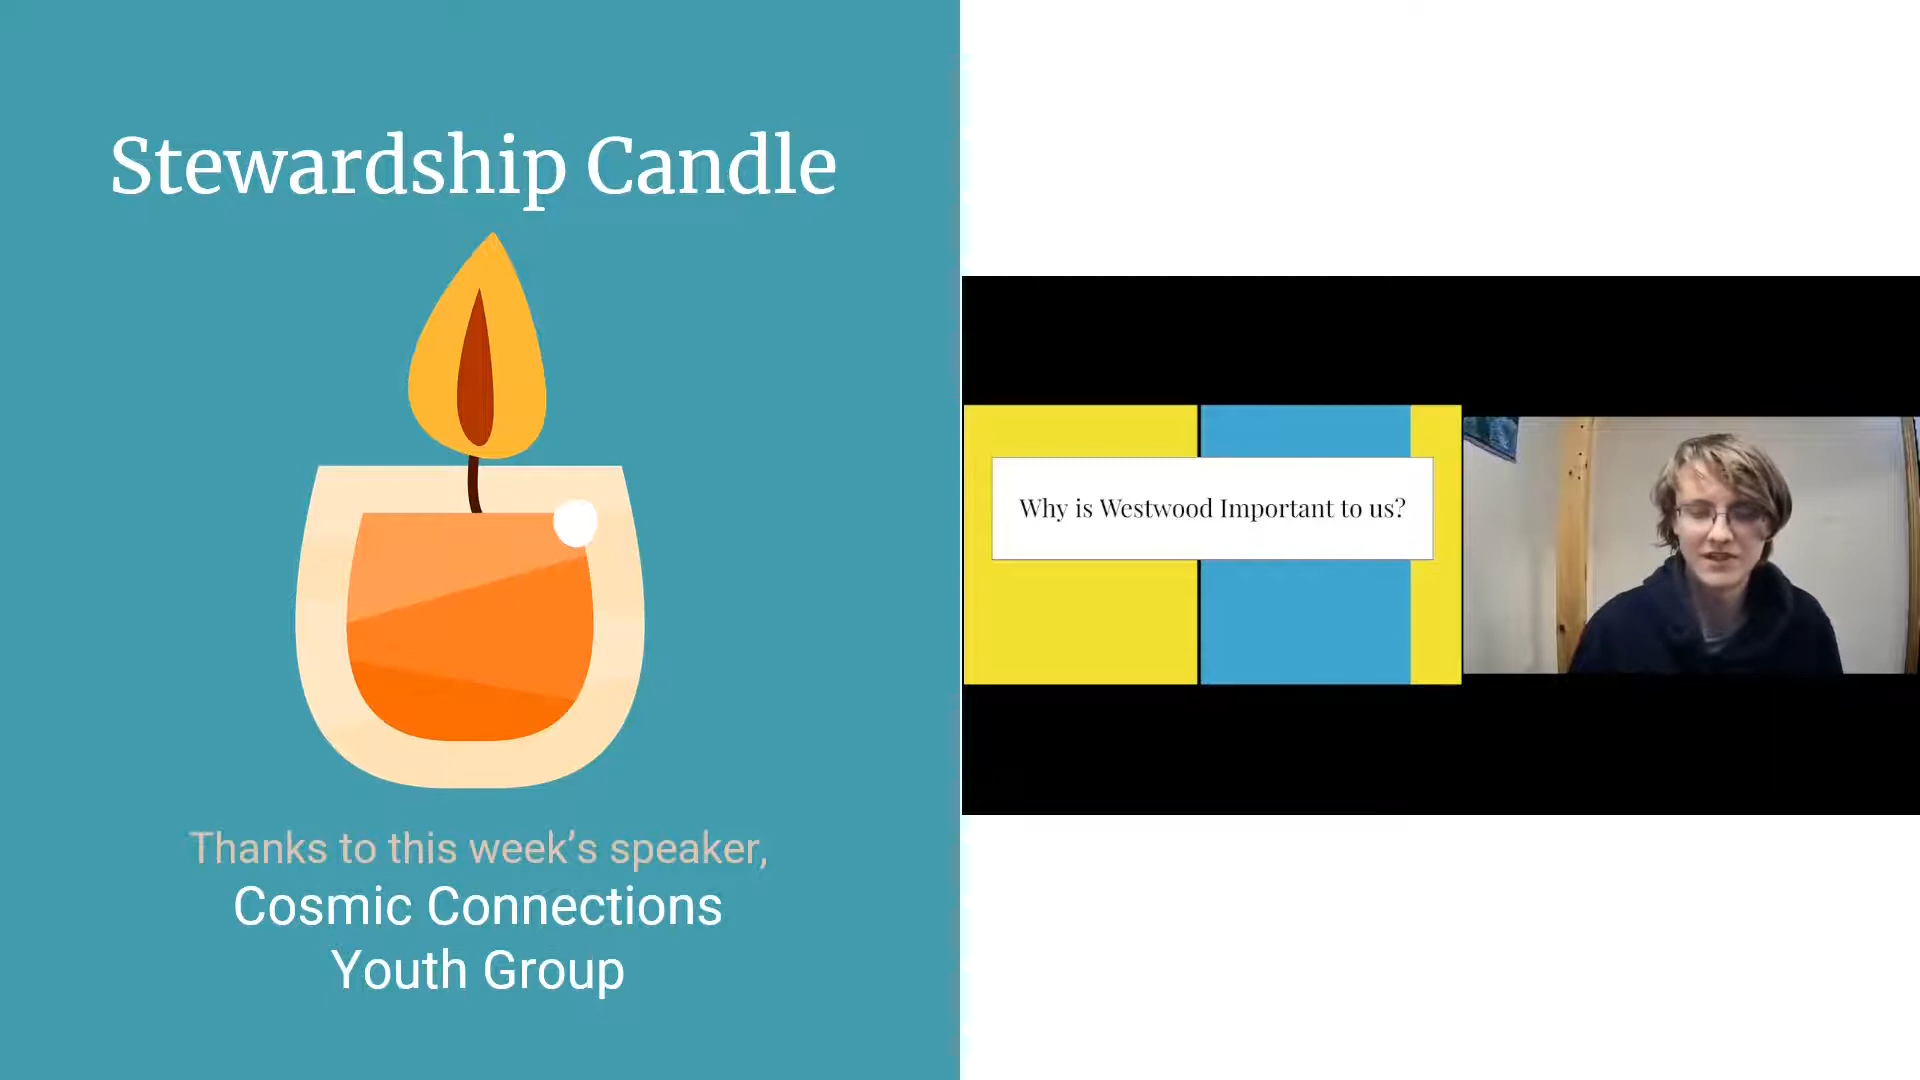 Stewardship Candle
Thanks to this week's speaker,
Cosmic Connections
Youth Group
Why is Westwood Important to us?